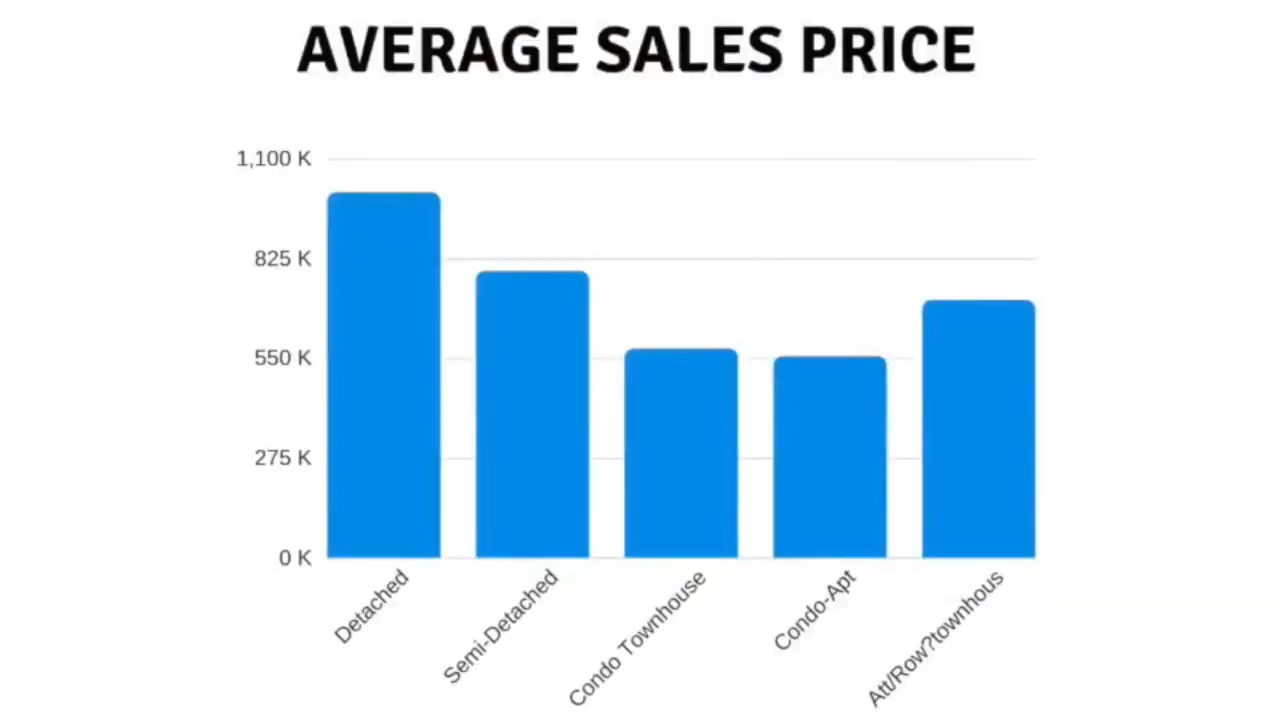 AVERAGE SALES PRICE
1,100 K
825 K
550 K
275 K
0 K
Detached
Semi-Detached
Condo Townhouse
Condo-Apt
Att/Row?townhous